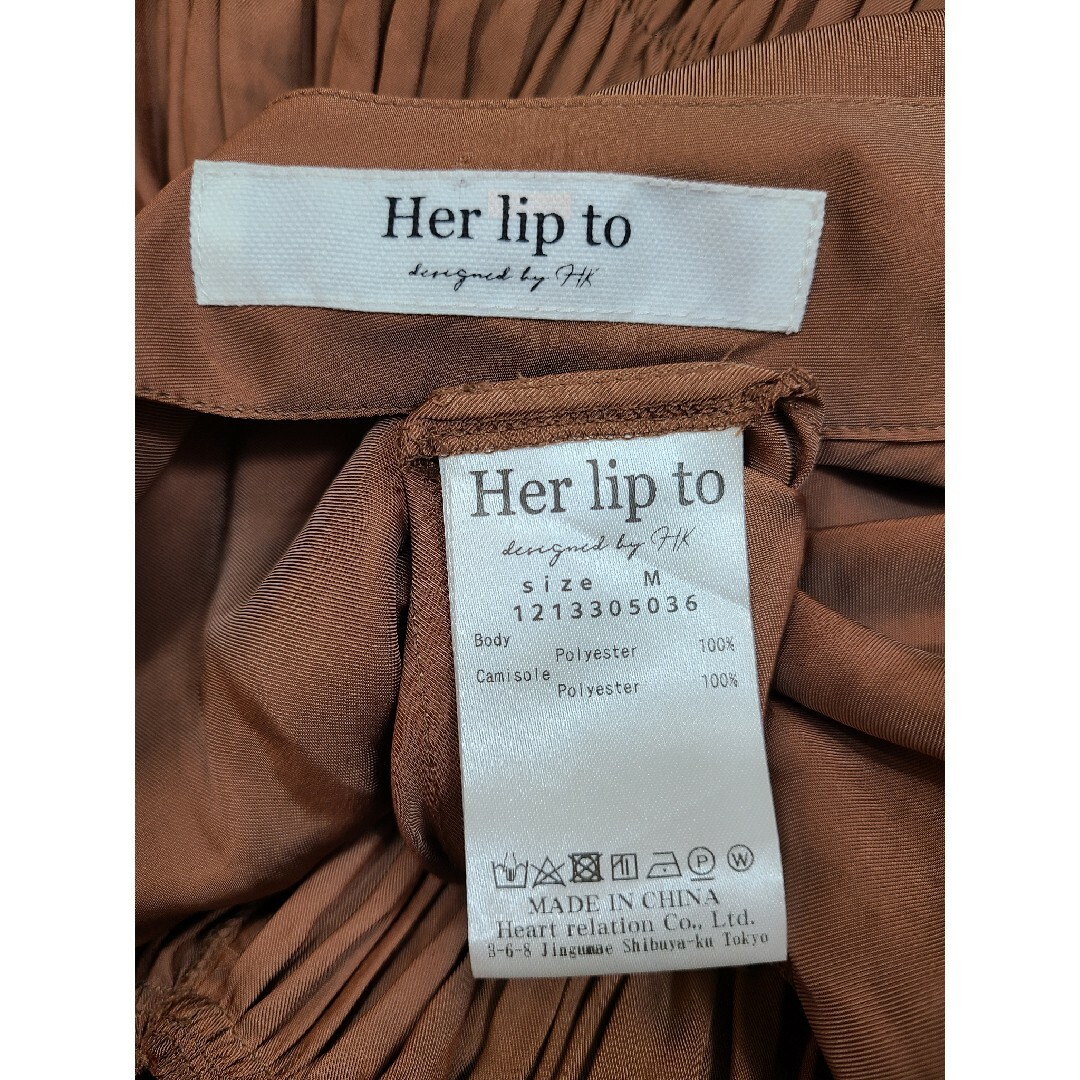 Her lip to
designed by HK
Her lip to
designed by HK
size M
1213305036
Body
Polyester 100%
Camisole
Polyester 100%
MADE IN CHINA
Heart relation Co., Ltd.
3-6-8 Jingumae Shibuya-ku Tokyo